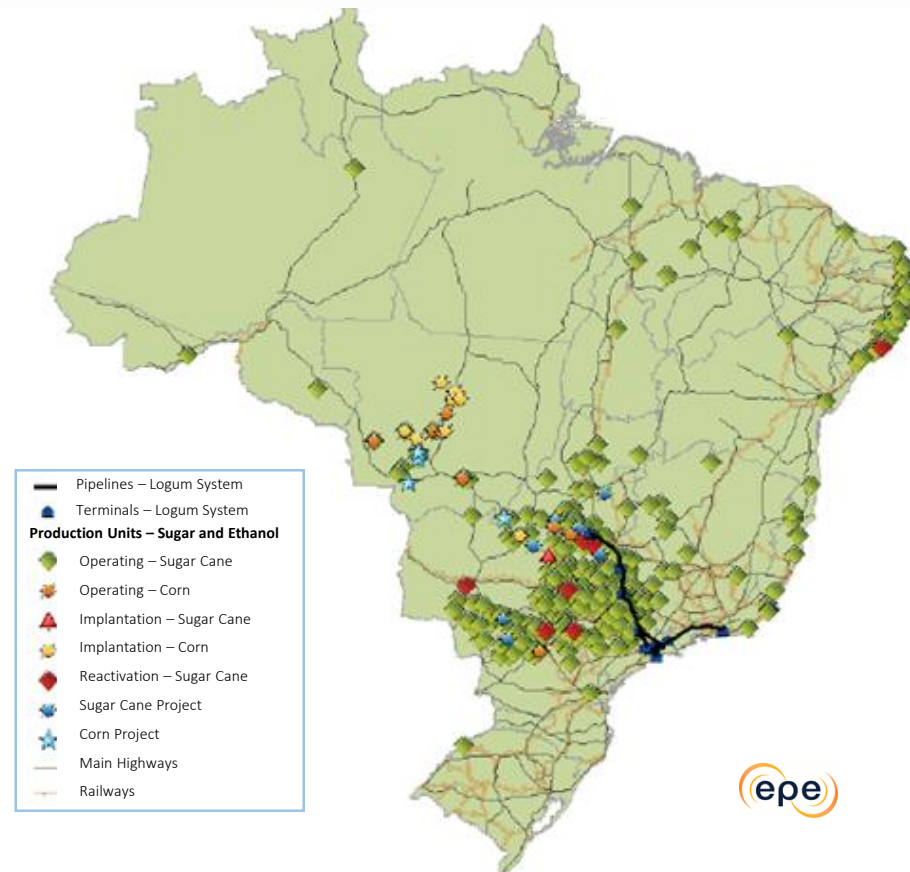 Pipelines – Logum System
Terminals – Logum System
Production Units – Sugar and Ethanol
Operating – Sugar Cane
Operating – Corn
Implantation – Sugar Cane
Implantation – Corn
Reactivation – Sugar Cane
Sugar Cane Project
Corn Project
Main Highways
Railways
epe